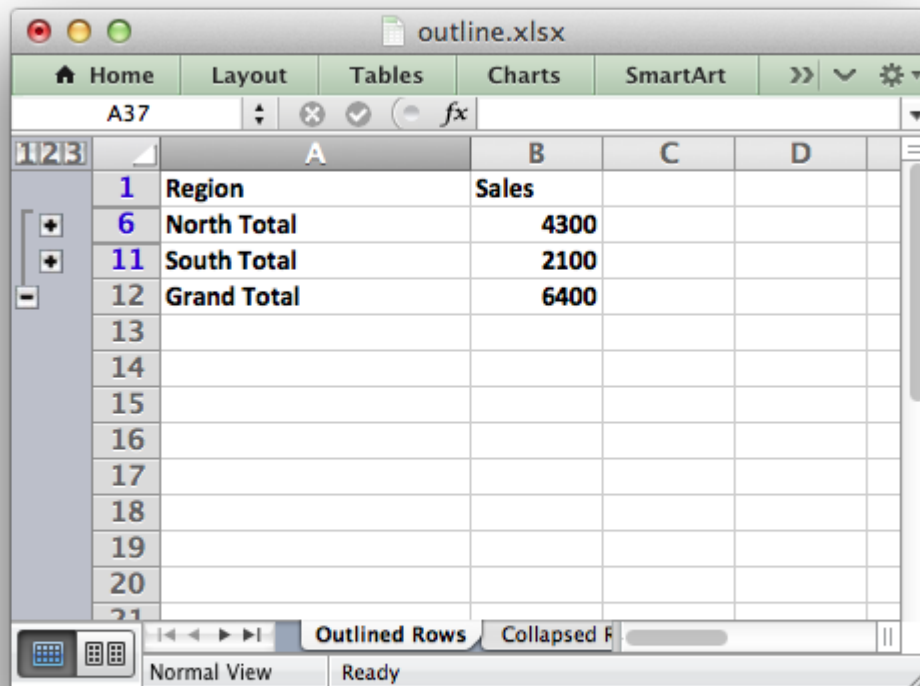 outline.xlsx
Home Layout Tables Charts SmartArt
A37 fx
1 2 3 A B C D
1 Region Sales
6 North Total 4300
11 South Total 2100
12 Grand Total 6400
13
14
15
16
17
18
19
20
21
Outlined Rows Collapsed R
Normal View Ready